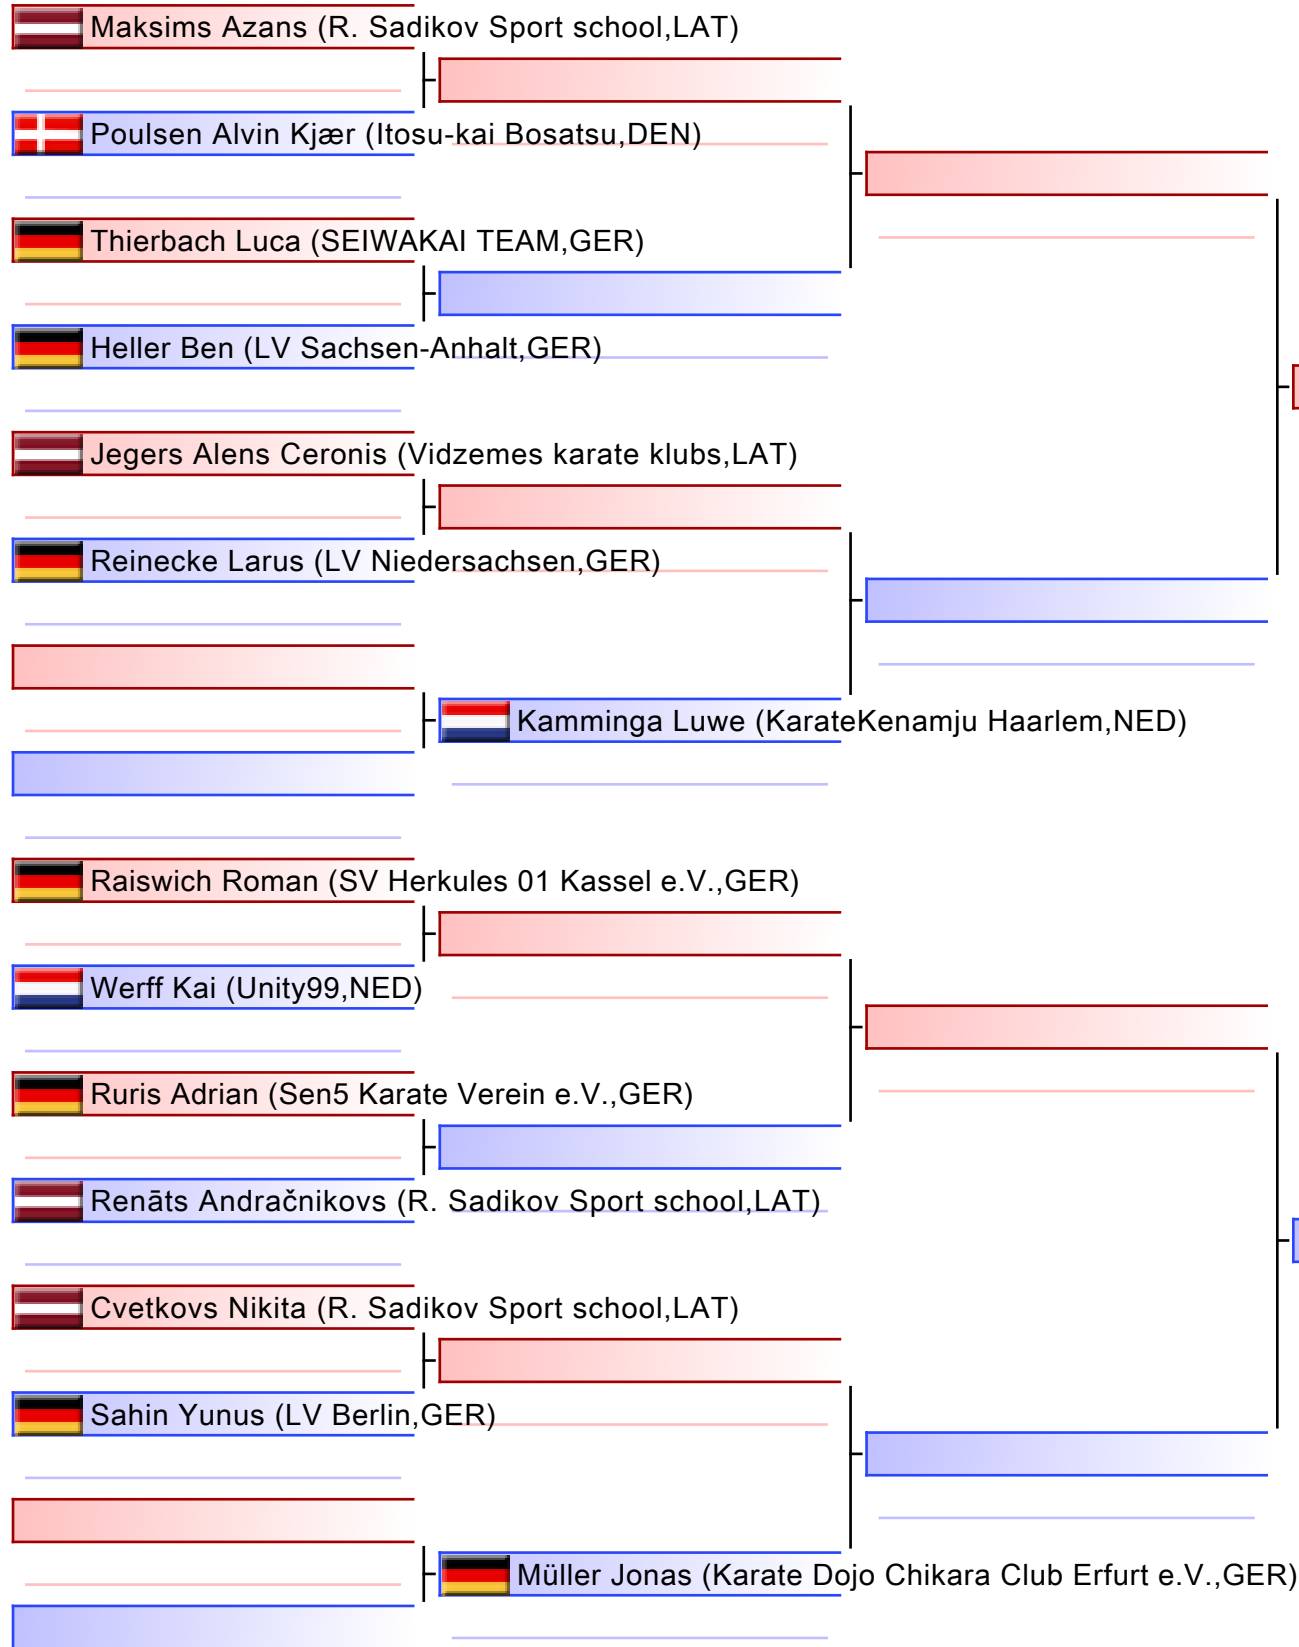 Maksims Azans (R. Sadikov Sport school,LAT)
Poulsen Alvin Kjær (Itosu-kai Bosatsu,DEN)
Thierbach Luca (SEIWAKAI TEAM,GER)
Heller Ben (LV Sachsen-Anhalt,GER)
Jegers Alens Ceronis (Vidzemes karate klubs,LAT)
Reinecke Larus (LV Niedersachsen,GER)
Kamminga Luwe (KarateKenamju Haarlem,NED)
Raiswich Roman (SV Herkules 01 Kassel e.V.,GER)
Werff Kai (Unity99,NED)
Ruris Adrian (Sen5 Karate Verein e.V.,GER)
Renāts Andračnikovs (R. Sadikov Sport school,LAT)
Cvetkovs Nikita (R. Sadikov Sport school,LAT)
Sahin Yunus (LV Berlin,GER)
Müller Jonas (Karate Dojo Chikara Club Erfurt e.V.,GER)